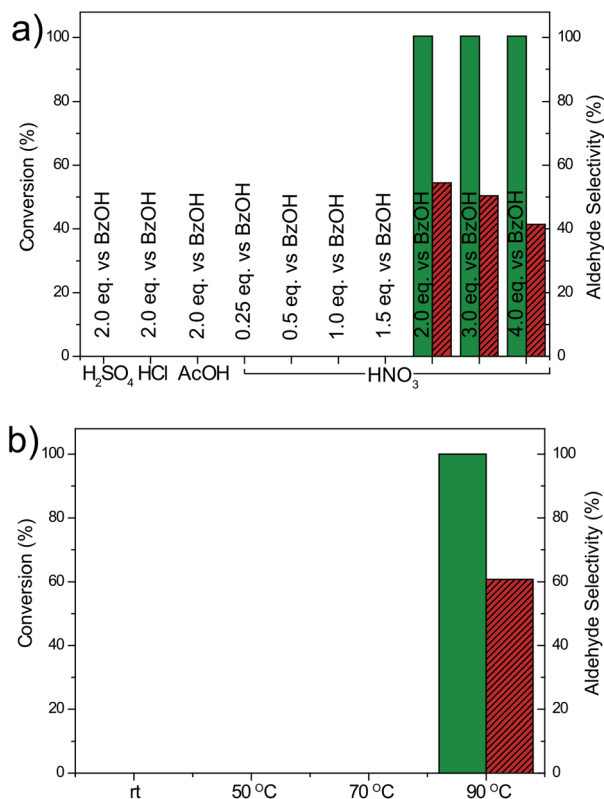 a)
Conversion (%)
100
80
60
40
20
0
2.0 eq. vs BzOH
2.0 eq. vs BzOH
2.0 eq. vs BzOH
0.25 eq. vs BzOH
0.5 eq. vs BzOH
1.0 eq. vs BzOH
1.5 eq. vs BzOH
2.0 eq. vs BzOH
3.0 eq. vs BzOH
4.0 eq. vs BzOH
100
80
60
40
20
0
Aldehyde Selectivity (%)
H₂SO₄ HCl AcOH HNO₃
b)
Conversion (%)
100
80
60
40
20
0
100
80
60
40
20
0
Aldehyde Selectivity (%)
rt 50 °C 70 °C 90 °C